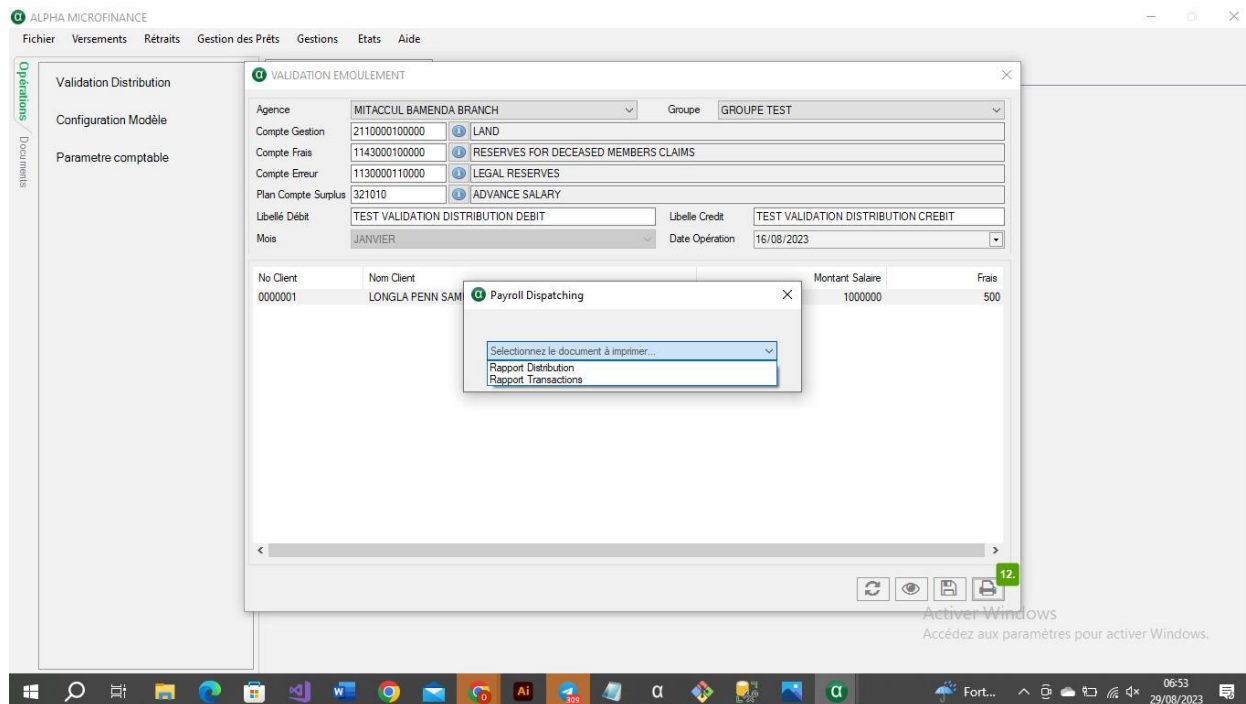 ALPHA MICROFINANCE
Fichier Versements Rétraits Gestion des Prêts Gestions Etats Aide
Opérations
Documents
Validation Distribution
Configuration Modèle
Parametre comptable
VALIDATION EMOULEMENT
Agence MITACCUL BAMENDA BRANCH Groupe GROUPE TEST
Compte Gestion 2110000100000 LAND
Compte Frais 1143000100000 RESERVES FOR DECEASED MEMBERS CLAIMS
Compte Erreur 1130000110000 LEGAL RESERVES
Plan Compte Surplus 321010 ADVANCE SALARY
Libellé Débit TEST VALIDATION DISTRIBUTION DEBIT Libelle Credit TEST VALIDATION DISTRIBUTION CREBIT
Mois JANVIER Date Opération 16/08/2023
No Client Nom Client Montant Salaire Frais
0000001 LONGLA PENN 1000000 500
Payroll Dispatching
Selectionnez le document à imprimer...
Rapport Distribution
Rapport Transactions
12.
Activer Windows
Accédez aux paramètres pour activer Windows.
Fort...
06:53
29/08/2023